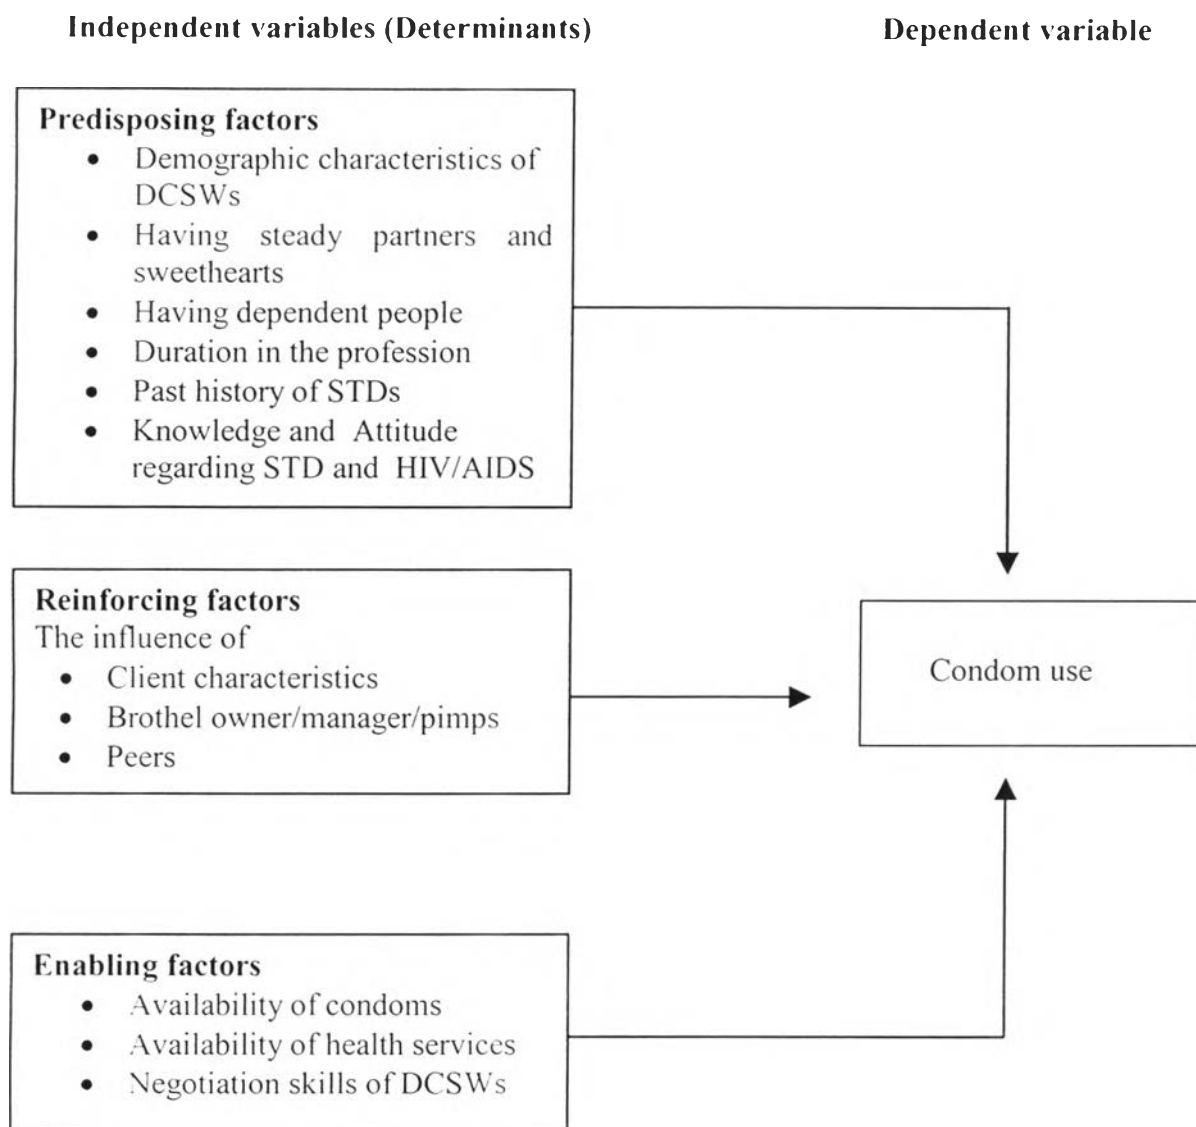 Independent variables (Determinants)
Dependent variable
Predisposing factors
• Demographic characteristics of
DCSWs
• Having steady partners and
sweethearts
• Having dependent people
• Duration in the profession
• Past history of STDs
• Knowledge and Attitude
regarding STD and HIV/AIDS
Reinforcing factors
The influence of
• Client characteristics
• Brothel owner/manager/pimps
• Peers
Condom use
Enabling factors
• Availability of condoms
• Availability of health services
• Negotiation skills of DCSWs